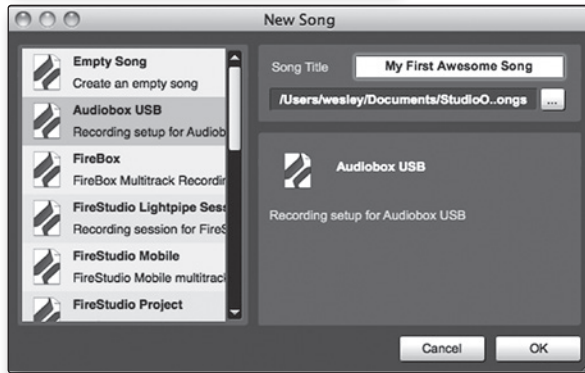 New Song
Empty Song
Create an empty song
Audiobox USB
Recording setup for Audiob
FireBox
FireBox Multitrack Recordin
FireStudio Lightpipe Sess
Recording session for FireS
FireStudio Mobile
FireStudio Mobile multitrack
FireStudio Project
Song Title
My First Awesome Song
/Users/wesley/Documents/StudioO..ongs
...
Audiobox USB
Recording setup for Audiobox USB
Cancel
OK